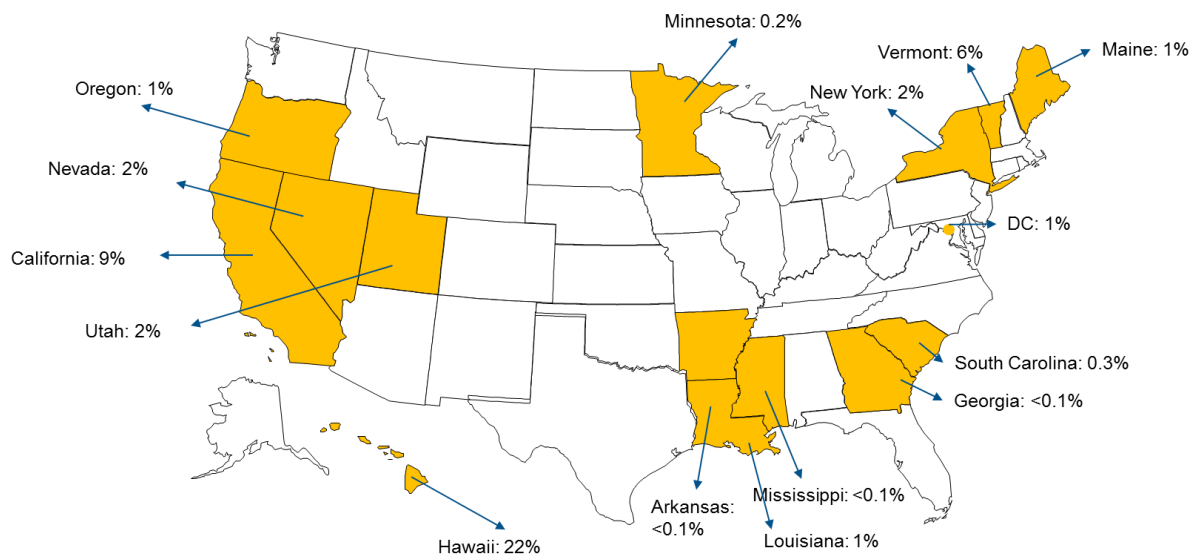 Minnesota: 0.2%
Vermont: 6%
Maine: 1%
Oregon: 1%
New York: 2%
Nevada: 2%
DC: 1%
California: 9%
Utah: 2%
South Carolina: 0.3%
Georgia: <0.1%
Mississippi: <0.1%
Arkansas:
<0.1%
Louisiana: 1%
Hawaii: 22%